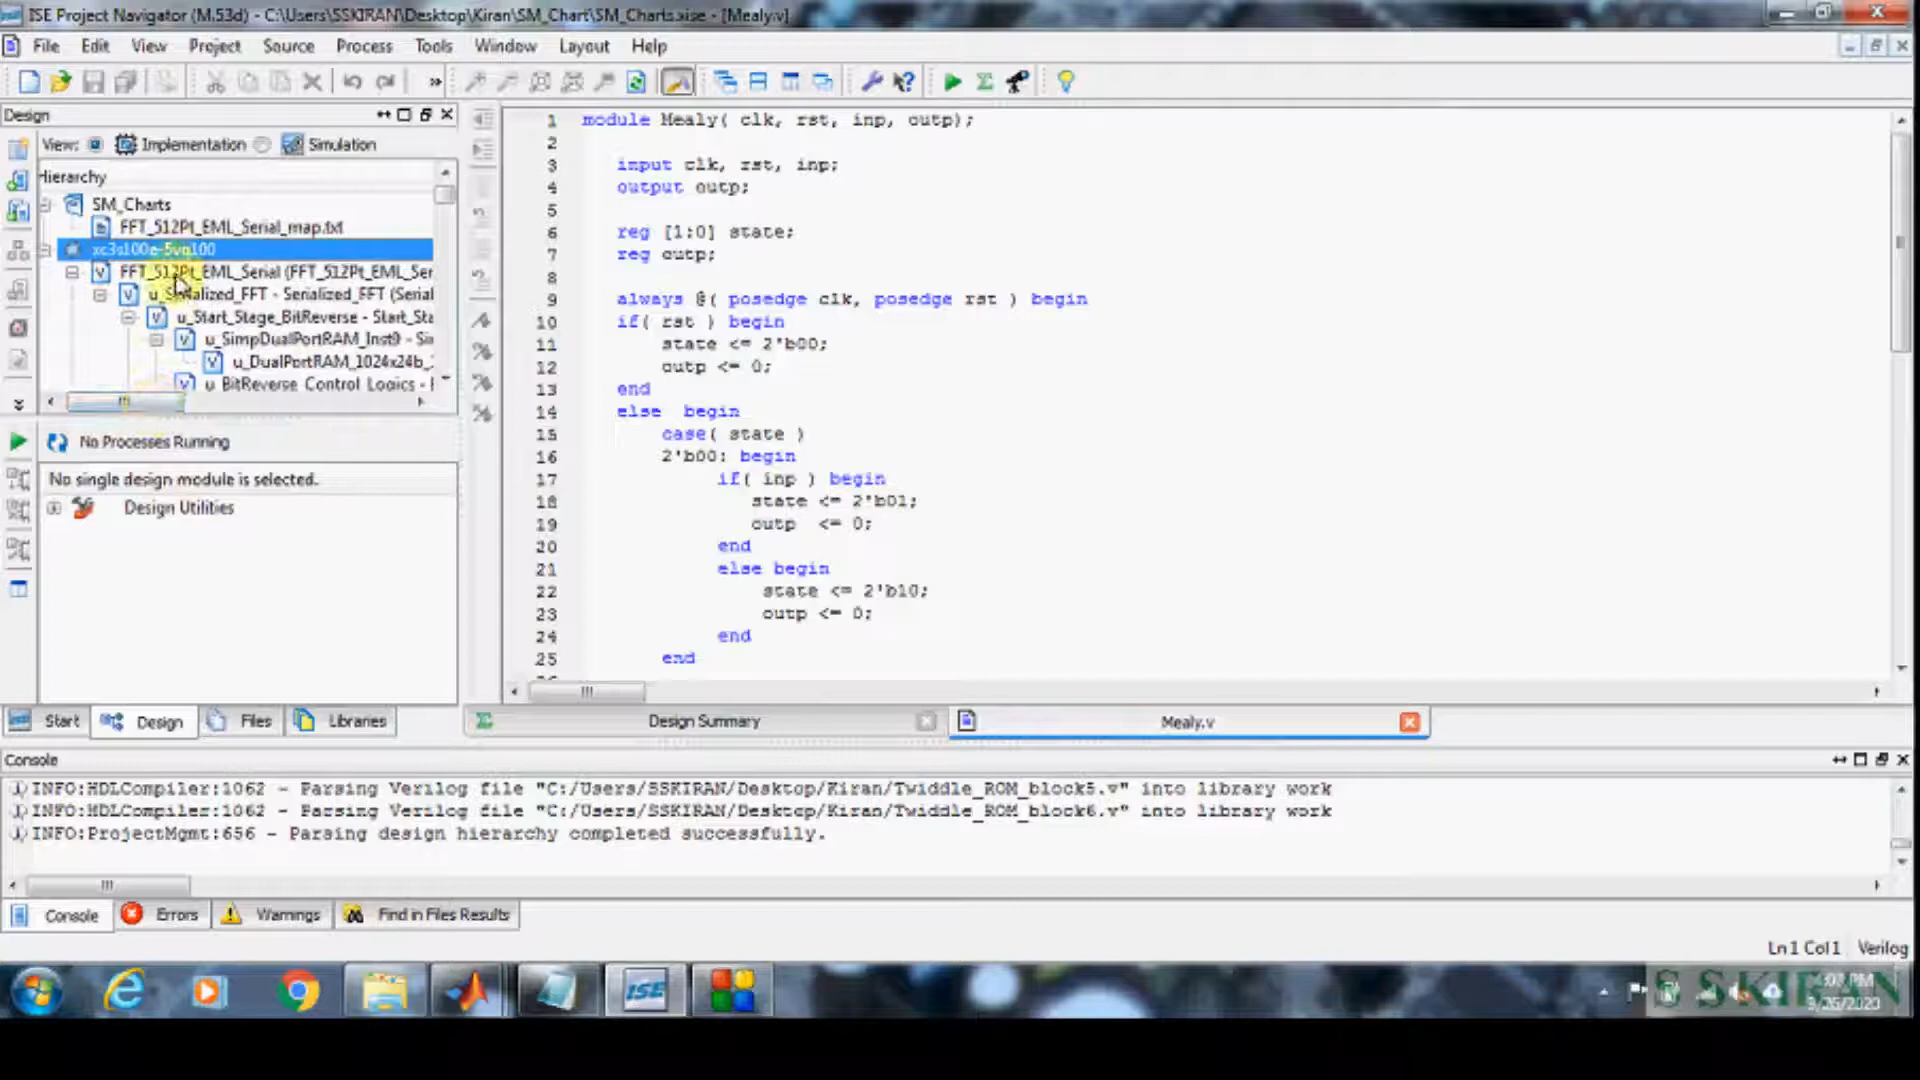 ISE Project Navigator (M.53d) - C:\Users\SSKIRAN\Desktop\Kiran\SM_Chart\SM_Charts.xise - [Mealy.v]
File Edit View Project Source Process Tools Window Layout Help
Design
View: Implementation Simulation
Hierarchy
SM_Charts
FFT_512Pt_EML_Serial_map.txt
xc3s100e-5vq100
FFT_512Pt_EML_Serial (FFT_512Pt_EML_Ser
u_Serialized_FFT - Serialized_FFT (Serial
u_Start_Stage_BitReverse - Start_Sta
u_SimpDualPortRAM_Inst9 - Si
u_DualPortRAM_1024x24b_
u_BitReverse_Control_Logics -
No Processes Running
No single design module is selected.
Design Utilities
Start Design Files Libraries
1 module Mealy( clk, rst, inp, outp);
2
3 input clk, rst, inp;
4 output outp;
5
6 reg [1:0] state;
7 reg outp;
8
9 always @( posedge clk, posedge rst ) begin
10 if( rst ) begin
11 state <= 2'b00;
12 outp <= 0;
13 end
14 else begin
15 case( state )
16 2'b00: begin
17 if( inp ) begin
18 state <= 2'b01;
19 outp <= 0;
20 end
21 else begin
22 state <= 2'b10;
23 outp <= 0;
24 end
25 end
Design Summary Mealy.v
Console
INFO:HDLCompiler:1062 - Parsing Verilog file "C:/Users/SSKIRAN/Desktop/Kiran/Twiddle_ROM_block5.v" into library work
INFO:HDLCompiler:1062 - Parsing Verilog file "C:/Users/SSKIRAN/Desktop/Kiran/Twiddle_ROM_block6.v" into library work
INFO:ProjectMgmt:656 - Parsing design hierarchy completed successfully.
Console Errors Warnings Find in Files Results
Ln 1 Col 1 Verilog
ISE
S SKIRAN
3/26/2020